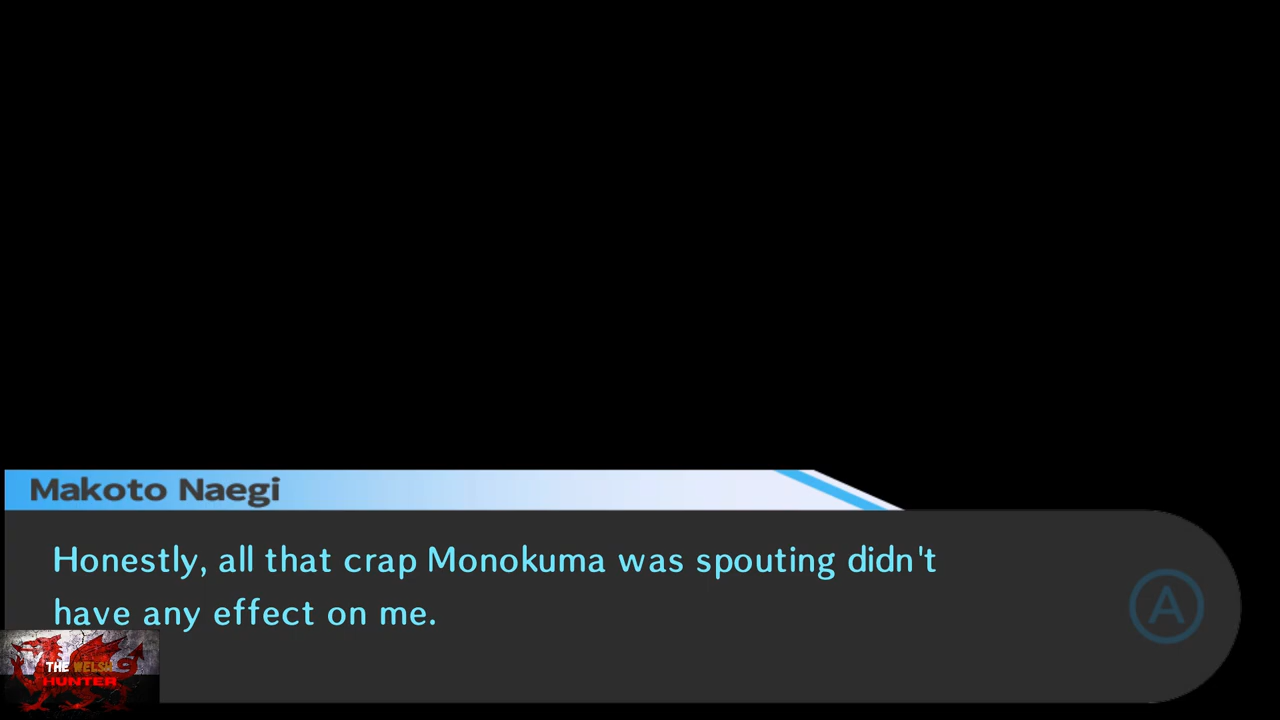 Makoto Naegi
Honestly, all that crap Monokuma was spouting didn't
have any effect on me.
A
THE WELSH
HUNTER